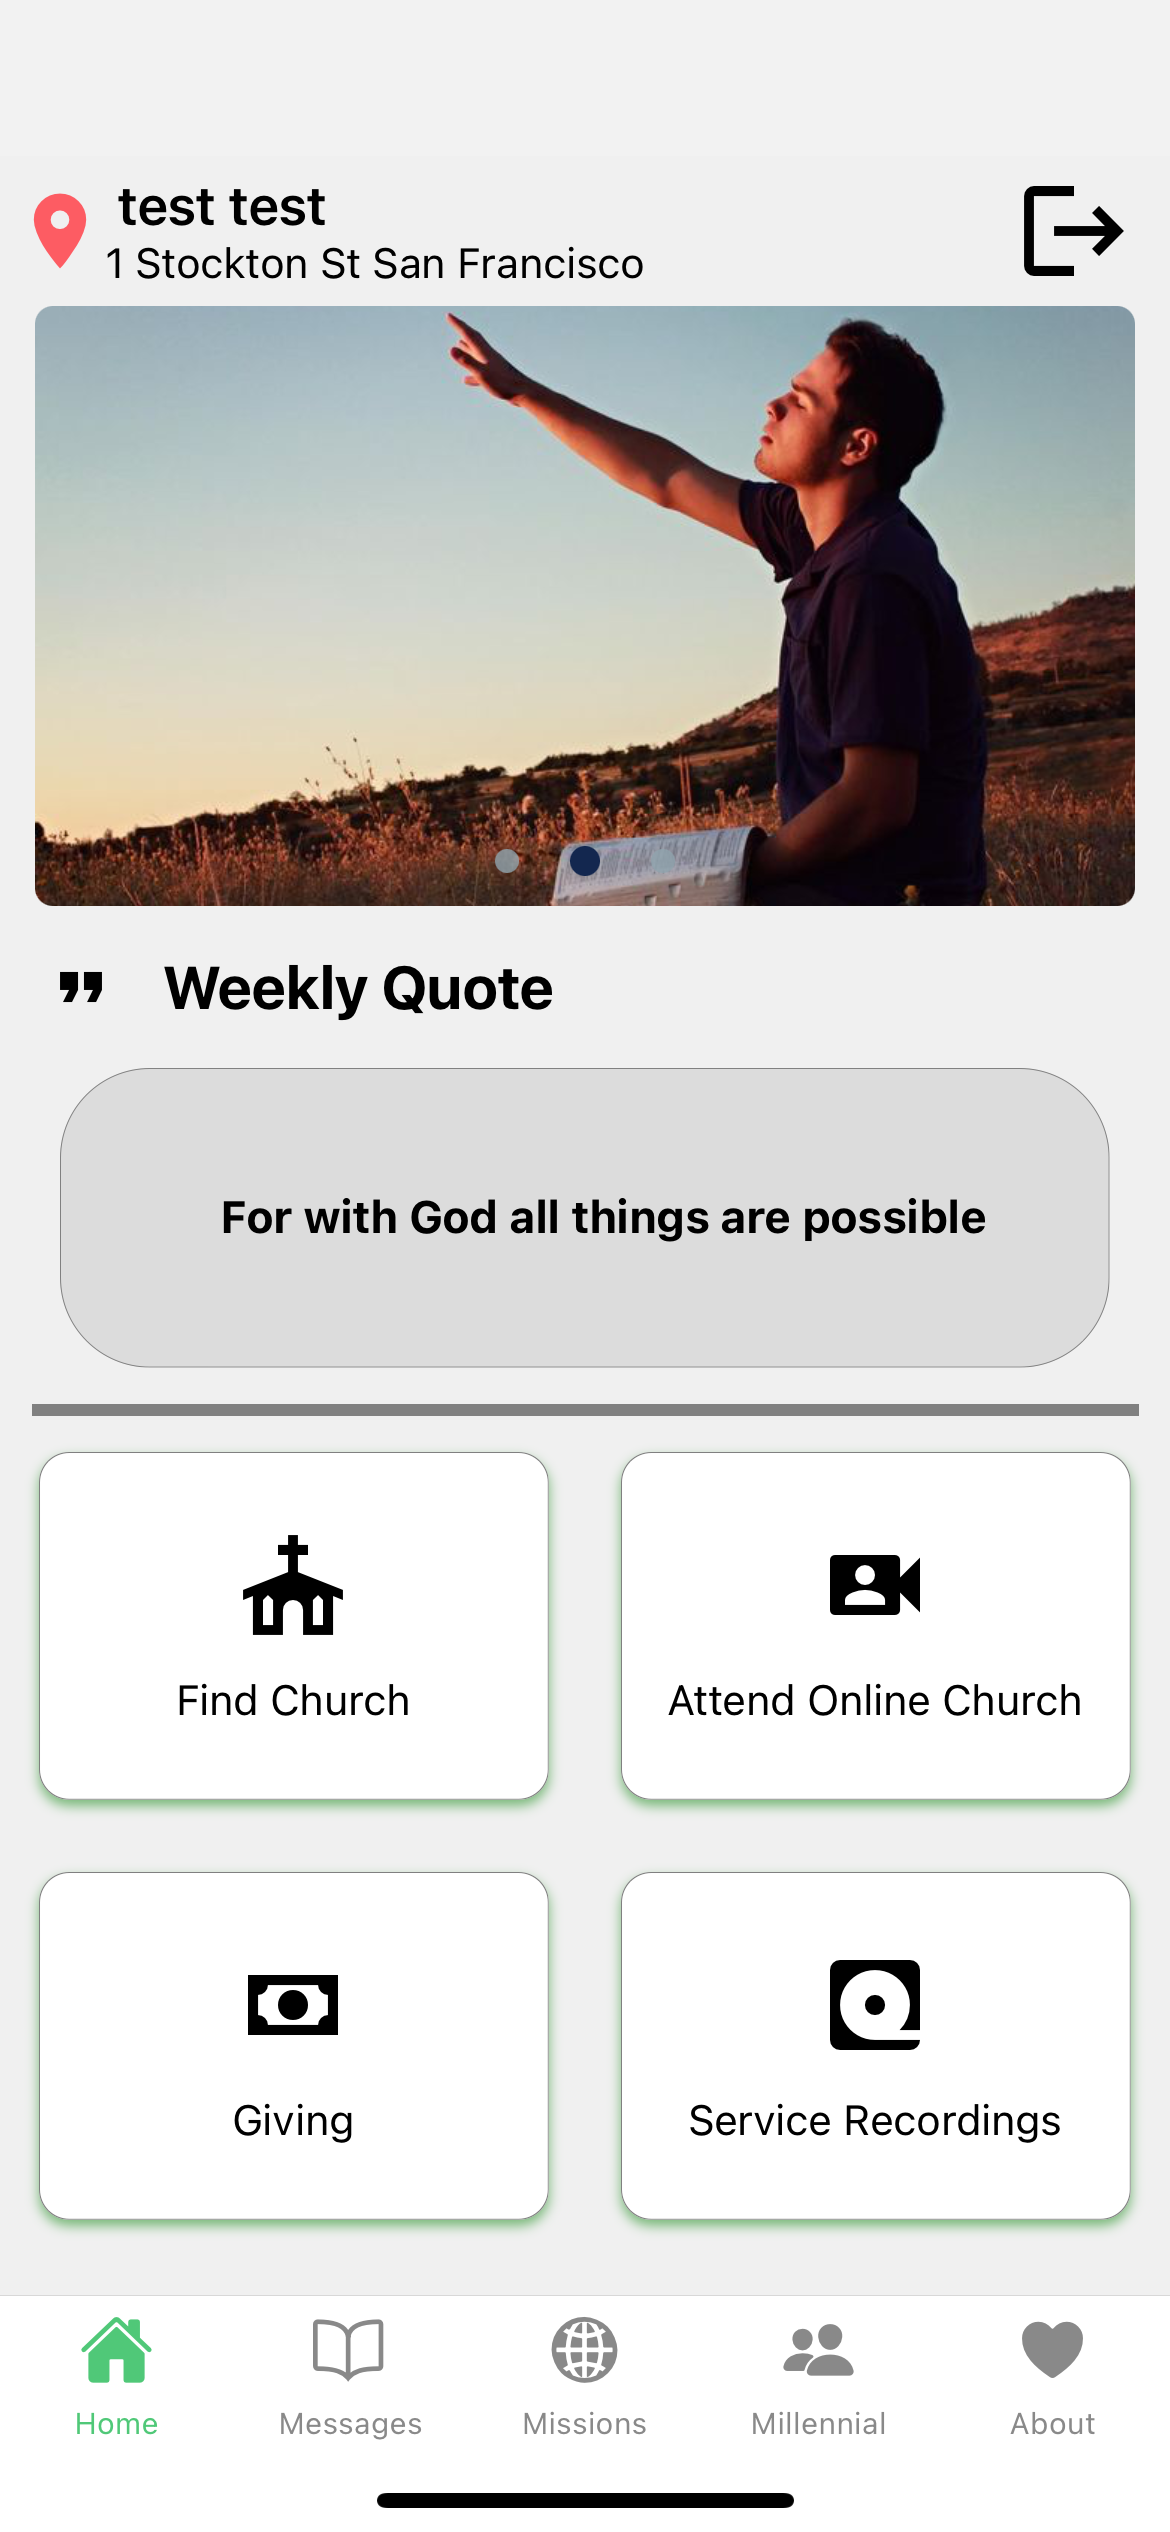 test test
1 Stockton St San Francisco
Weekly Quote
For with God all things are possible
Find Church
Attend Online Church
Giving
Service Recordings
Home
Messages
Missions
Millennial
About